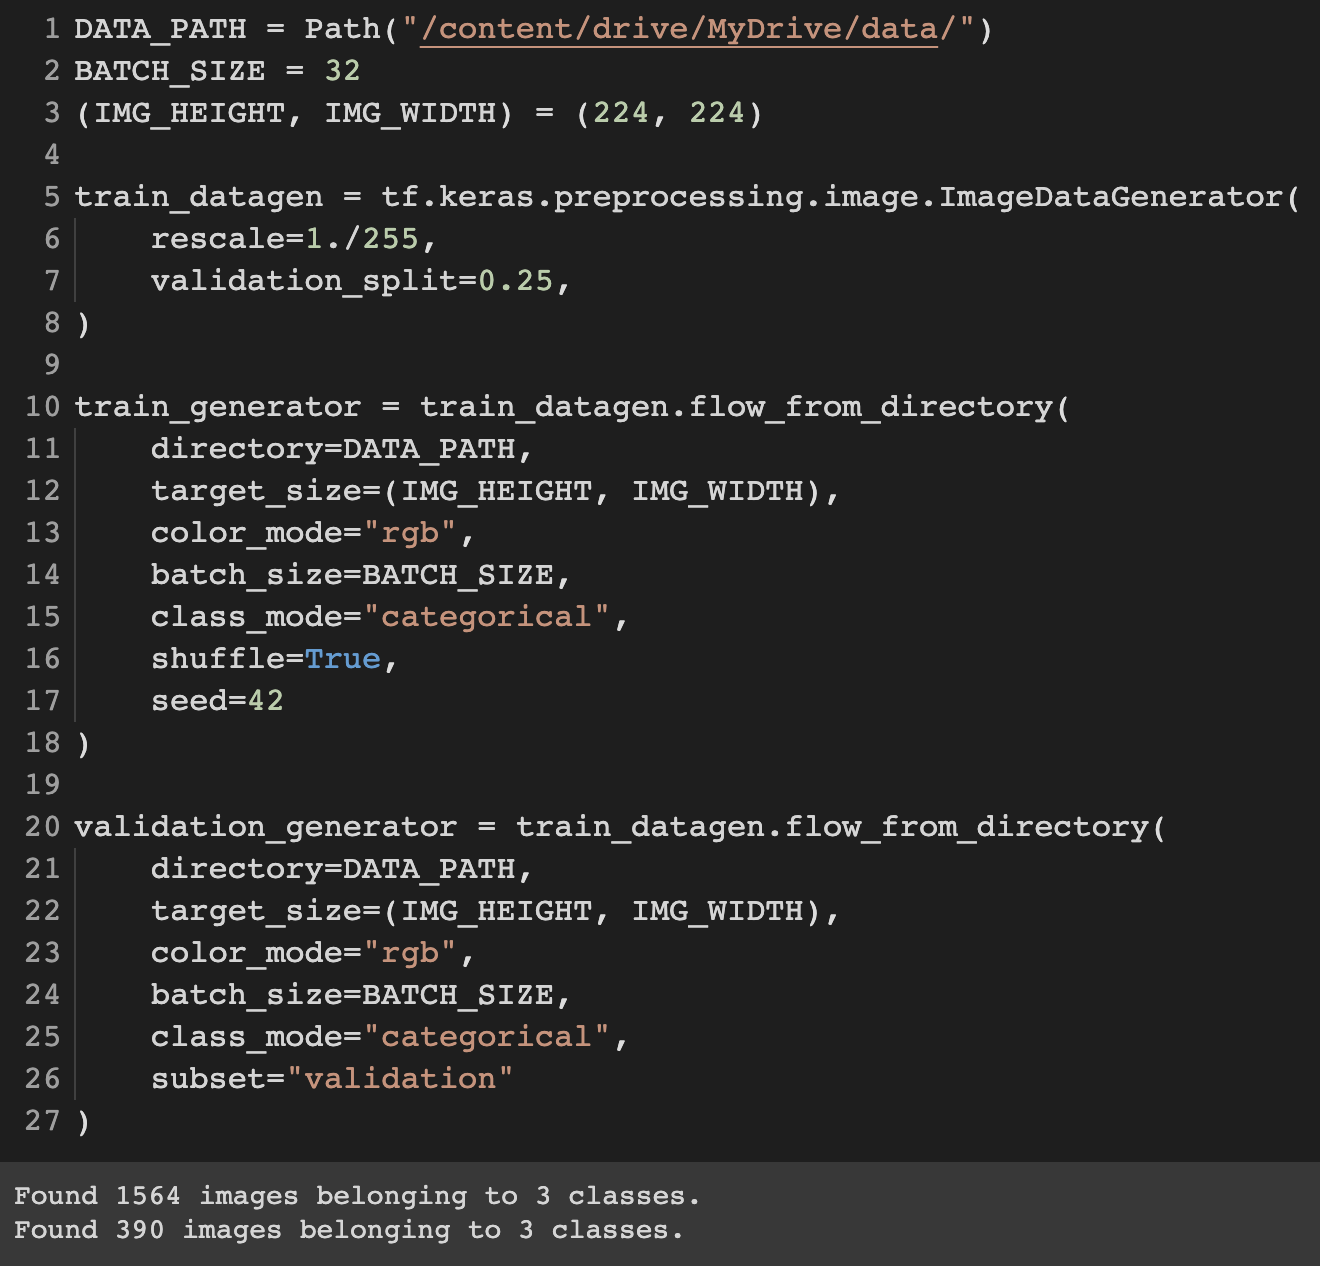 1 DATA_PATH = Path("/content/drive/MyDrive/data/")
2 BATCH_SIZE = 32
3 (IMG_HEIGHT, IMG_WIDTH) = (224, 224)
4
5 train_datagen = tf.keras.preprocessing.image.ImageDataGenerator(
6     rescale=1./255,
7     validation_split=0.25,
8 )
9
10 train_generator = train_datagen.flow_from_directory(
11     directory=DATA_PATH,
12     target_size=(IMG_HEIGHT, IMG_WIDTH),
13     color_mode="rgb",
14     batch_size=BATCH_SIZE,
15     class_mode="categorical",
16     shuffle=True,
17     seed=42
18 )
19
20 validation_generator = train_datagen.flow_from_directory(
21     directory=DATA_PATH,
22     target_size=(IMG_HEIGHT, IMG_WIDTH),
23     color_mode="rgb",
24     batch_size=BATCH_SIZE,
25     class_mode="categorical",
26     subset="validation"
27 )
Found 1564 images belonging to 3 classes.
Found 390 images belonging to 3 classes.